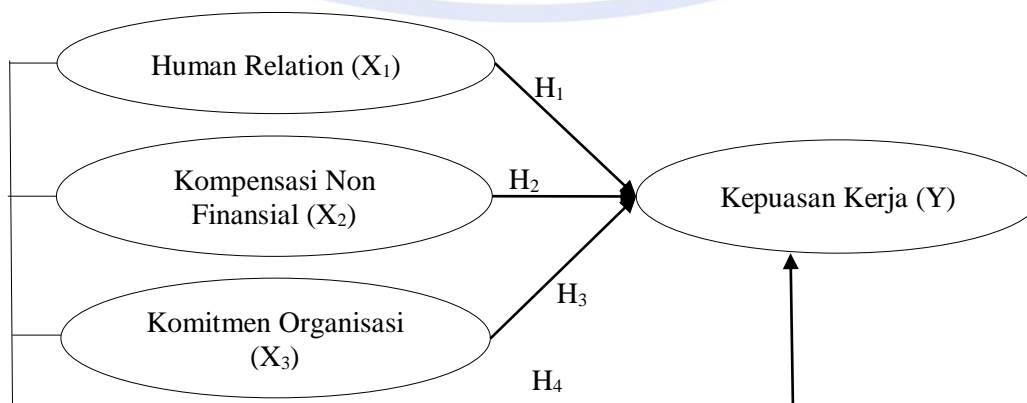 Human Relation (X₁)
H₁
Kompensasi Non
Finansial (X₂)
H₂
Kepuasan Kerja (Y)
H₃
Komitmen Organisasi
(X₃)
H₄